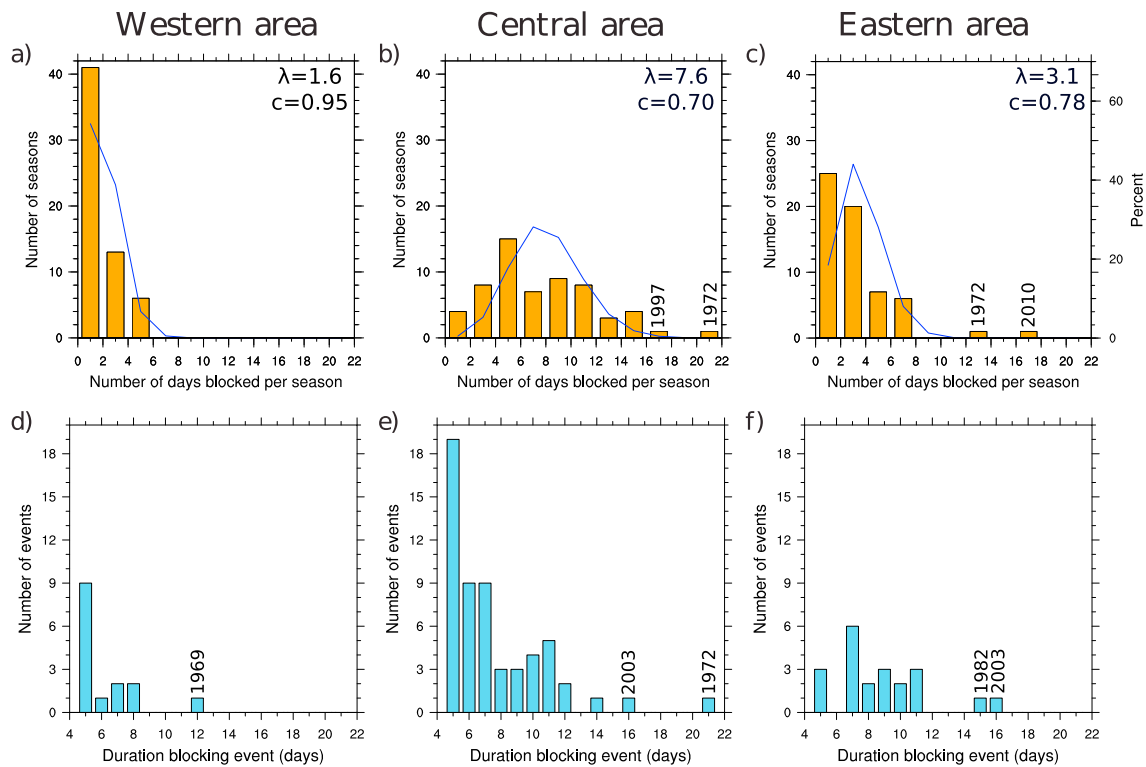 Western area
Central area
Eastern area
a)
λ=1.6
c=0.95
40
30
20
10
0
Number of seasons
0 2 4 6 8 10 12 14 16 18 20 22
Number of days blocked per season
b)
λ=7.6
c=0.70
40
30
20
10
0
Number of seasons
1997
1972
0 2 4 6 8 10 12 14 16 18 20 22
Number of days blocked per season
c)
λ=3.1
c=0.78
40
30
20
10
0
Number of seasons
1972
2010
60
40
20
0
Percent
0 2 4 6 8 10 12 14 16 18 20 22
Number of days blocked per season
d)
18
15
12
9
6
3
0
Number of events
1969
4 6 8 10 12 14 16 18 20 22
Duration blocking event (days)
e)
18
15
12
9
6
3
0
Number of events
2003
1972
4 6 8 10 12 14 16 18 20 22
Duration blocking event (days)
f)
18
15
12
9
6
3
0
Number of events
1982
2003
4 6 8 10 12 14 16 18 20 22
Duration blocking event (days)